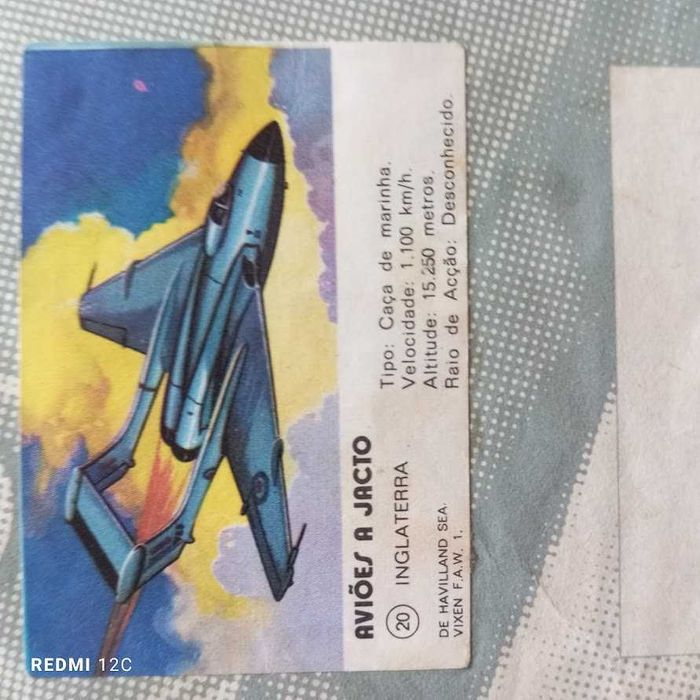 AVIÕES A JACTO
20 INGLATERRA
DE HAVILLAND SEA.
VIXEN F.A.W. 1.
Tipo: Caça de marinha.
Velocidade: 1.100 km/h.
Altitude: 15.250 metros.
Raio de Acção: Desconhecido.
REDMI 12C